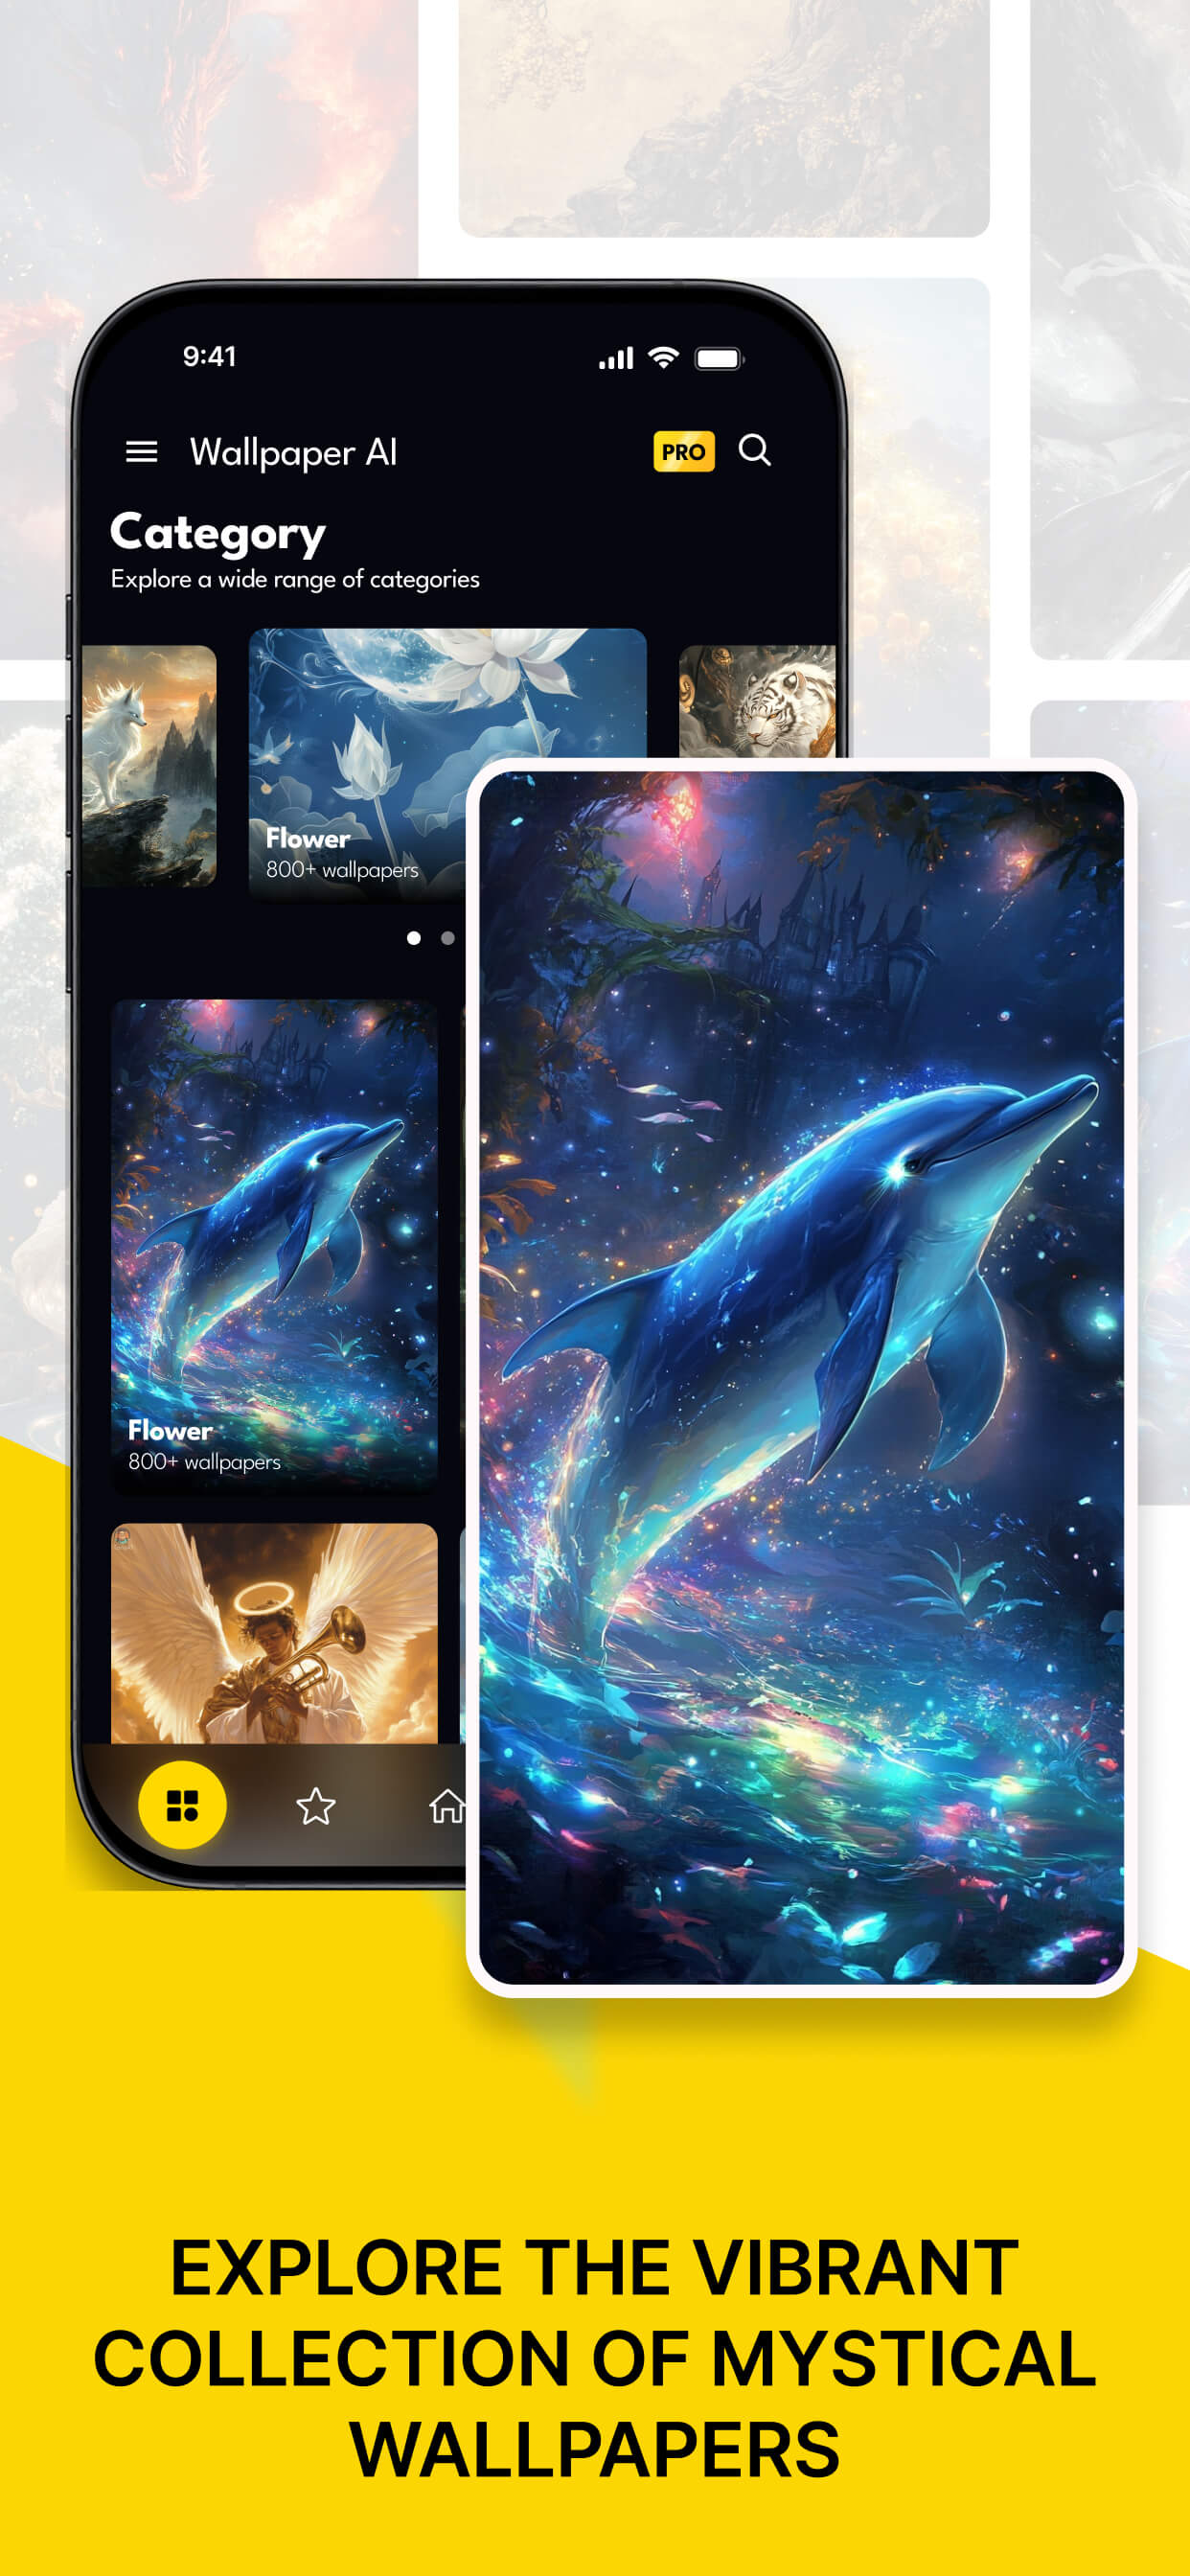 9:41
Wallpaper AI
PRO
Category
Explore a wide range of categories
Flower
800+ wallpapers
Flower
800+ wallpapers
EXPLORE THE VIBRANT
COLLECTION OF MYSTICAL
WALLPAPERS